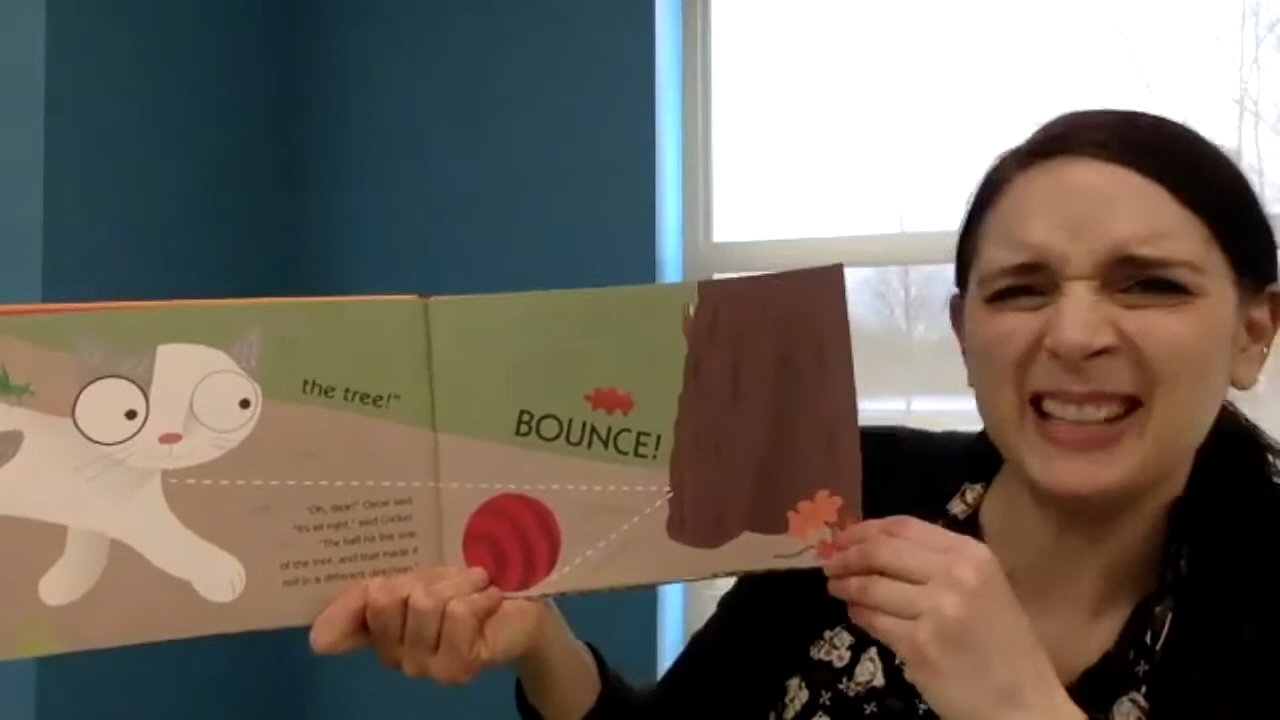 the tree!"
"Oh, dear!" Oscar said.
"It's all right," said Cricket.
"The ball hit the side
of the tree, and that made it
roll in a different direction."
BOUNCE!